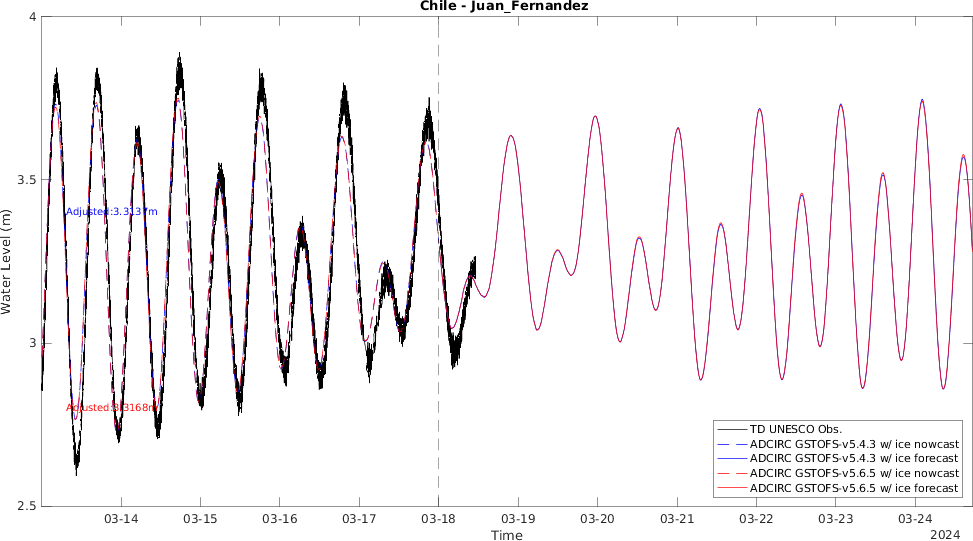 Chile - Juan_Fernandez
4
3.5
3
2.5
Water Level (m)
Adjusted:3.3137m
Adjusted:3.3168m
TD UNESCO Obs.
ADCIRC GSTOFS-v5.4.3 w/ ice nowcast
ADCIRC GSTOFS-v5.4.3 w/ ice forecast
ADCIRC GSTOFS-v5.6.5 w/ ice nowcast
ADCIRC GSTOFS-v5.6.5 w/ ice forecast
03-14 03-15 03-16 03-17 03-18 03-19 03-20 03-21 03-22 03-23 03-24
Time
2024